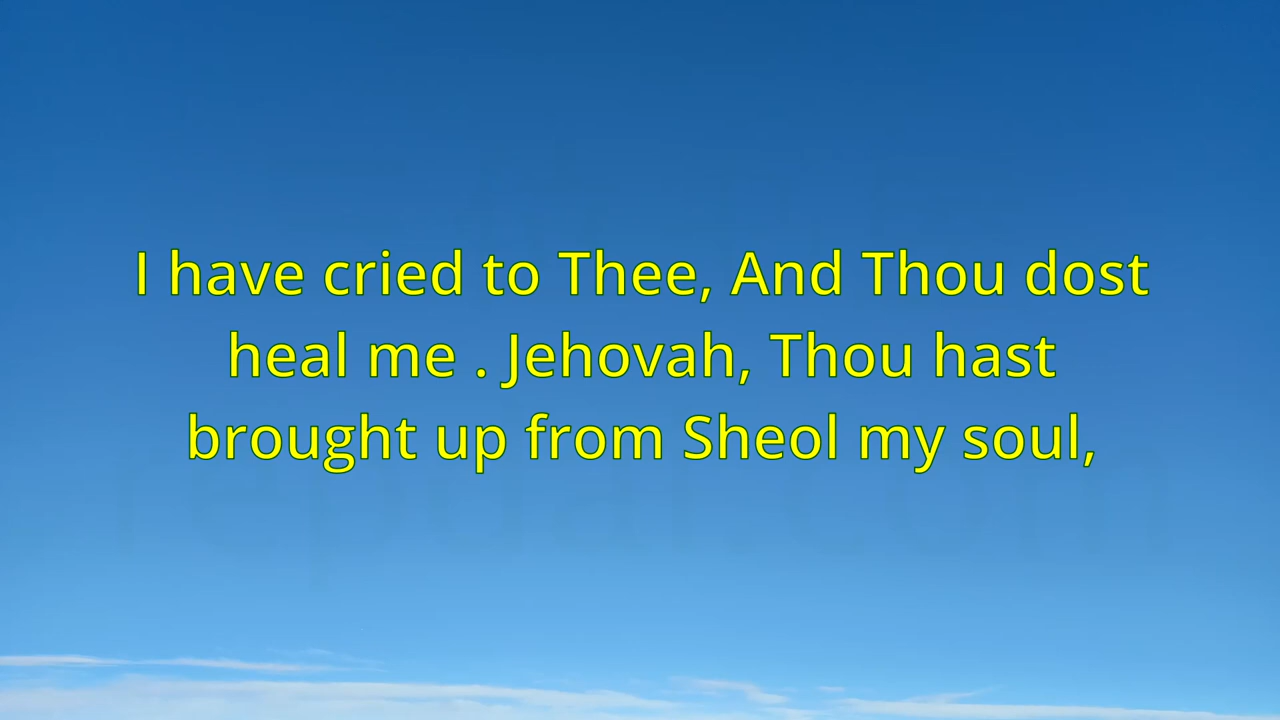 I have cried to Thee, And Thou dost
heal me . Jehovah, Thou hast
brought up from Sheol my soul,